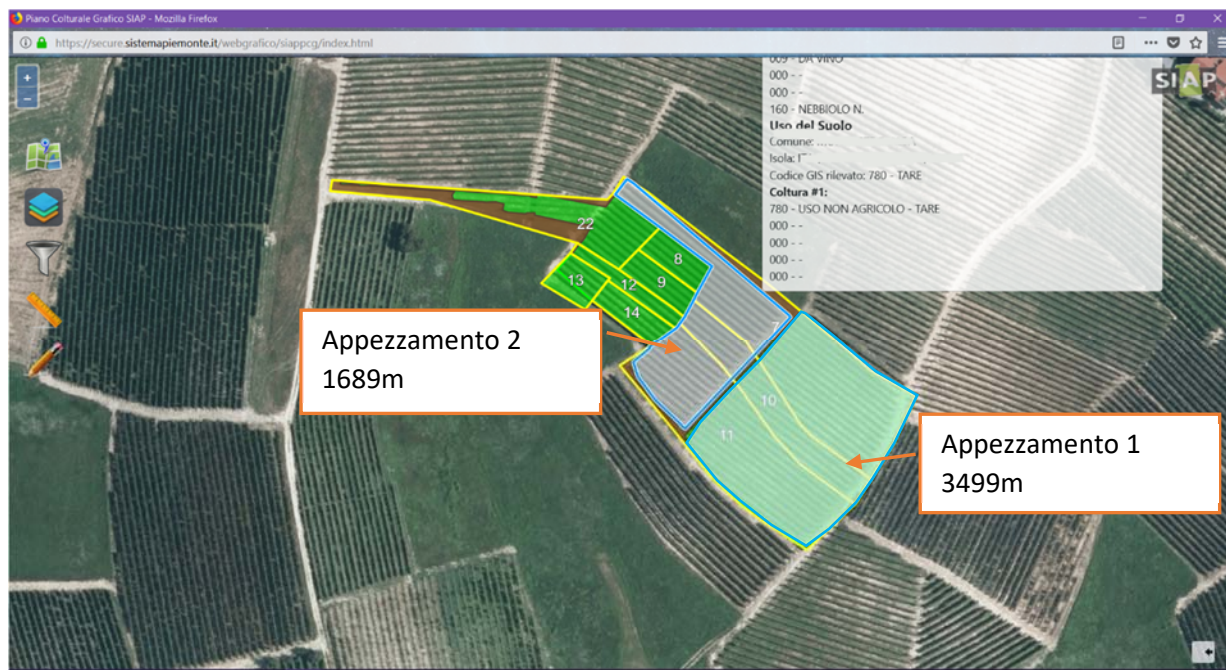 Piano Colturale Grafico SIAP - Mozilla Firefox
https://secure.sistemapiemonte.it/webgrafico/siappcg/index.html
009 - DA VINO
000 - -
000 - -
160 - NEBBIOLO N.
Uso del Suolo
Comune:
Isola:
Codice GIS rilevato: 780 - TARE
Coltura #1:
780 - USO NON AGRICOLO - TARE
000 - -
000 - -
000 - -
000 - -
SIAP
22
8
13
12
9
14
7
10
11
Appezzamento 2
1689m
Appezzamento 1
3499m